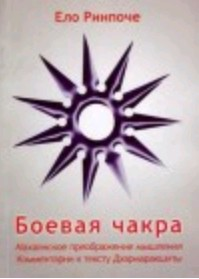 Ело Ринпоче
Боевая чакра
Махаянское преображение мышления
Комментарии к тексту Дхармаракшиты